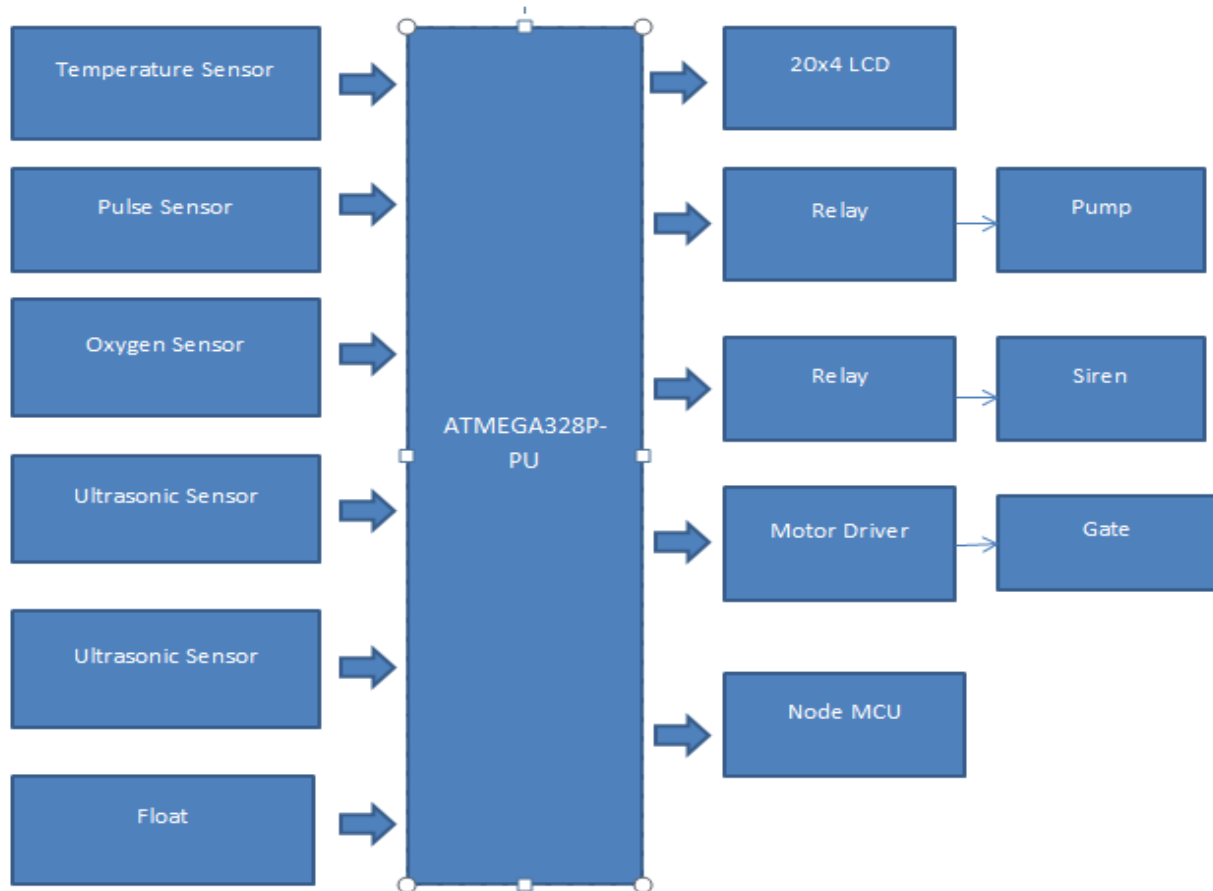 Temperature Sensor
Pulse Sensor
Oxygen Sensor
Ultrasonic Sensor
Ultrasonic Sensor
Float
ATMEGA328P-
PU
20x4 LCD
Relay
Pump
Relay
Siren
Motor Driver
Gate
Node MCU